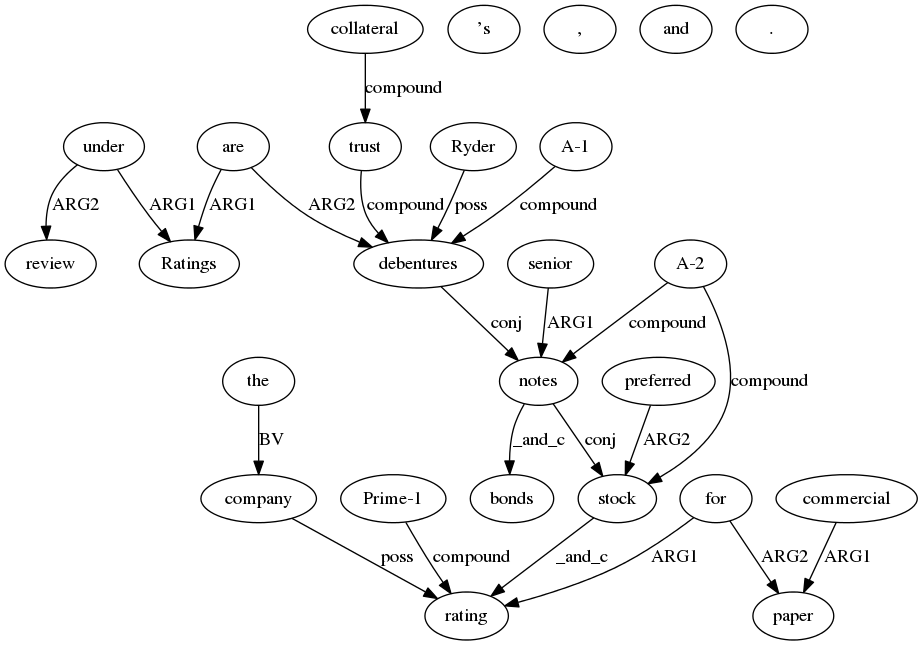 collateral ’s , and .
compound
under are trust Ryder A-1
ARG2 ARG1 ARG1 ARG2 compound poss compound
review Ratings debentures senior A-2
conj ARG1 compound
the notes preferred compound
BV _and_c conj ARG2
company Prime-1 bonds stock for commercial
poss compound _and_c ARG1 ARG2 ARG1
rating paper